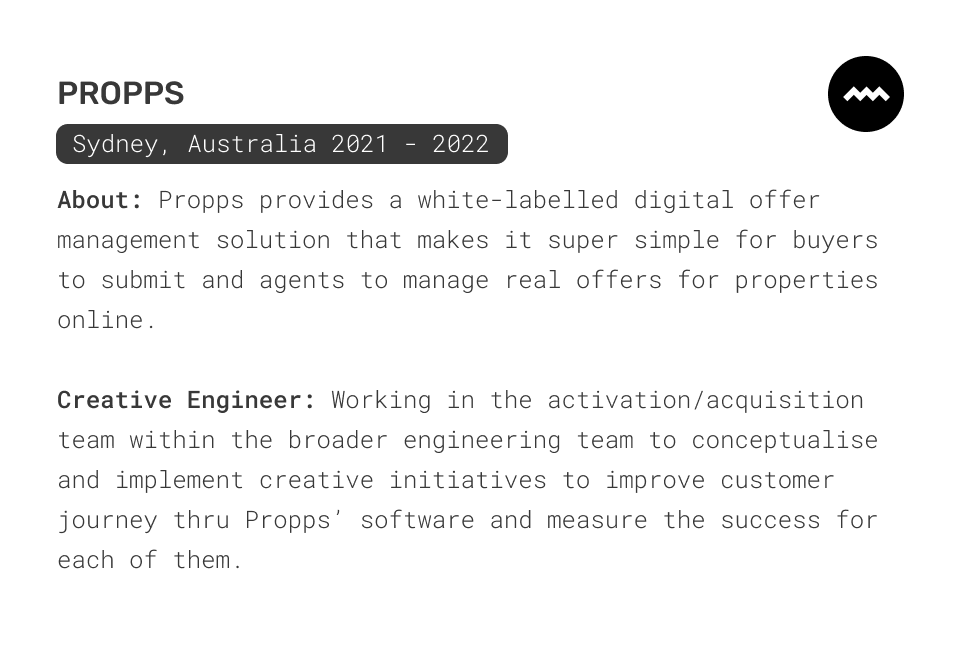 PROPPS
Sydney, Australia 2021 - 2022
About: Propps provides a white-labelled digital offer
management solution that makes it super simple for buyers
to submit and agents to manage real offers for properties
online.
Creative Engineer: Working in the activation/acquisition
team within the broader engineering team to conceptualise
and implement creative initiatives to improve customer
journey thru Propps’ software and measure the success for
each of them.